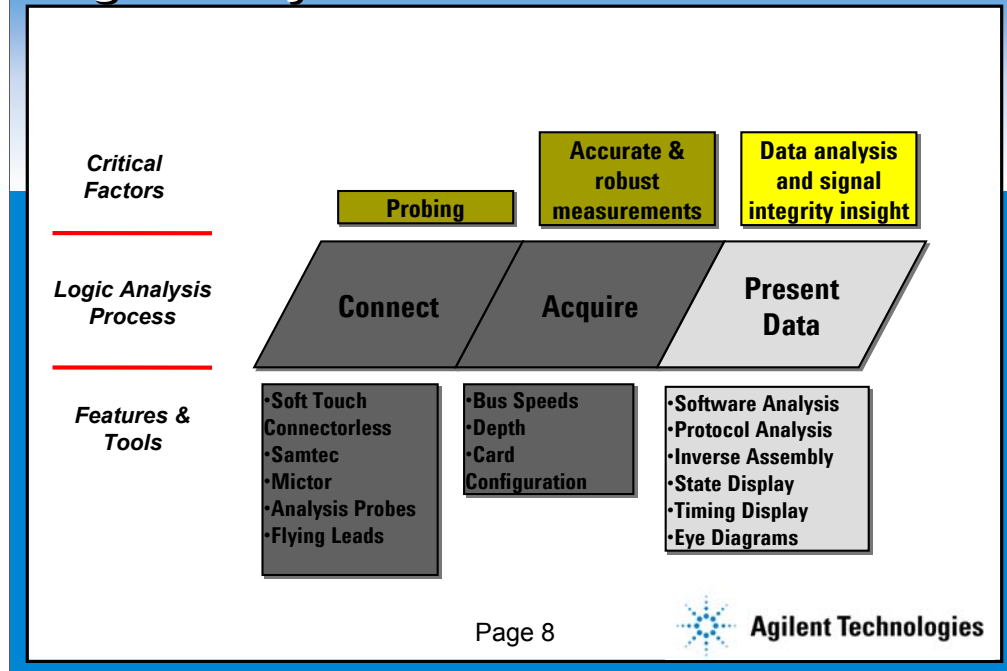 Critical
Factors
Probing
Accurate &
robust
measurements
Data analysis
and signal
integrity insight
Logic Analysis
Process
Connect
Acquire
Present
Data
Features &
Tools
•Soft Touch
Connectorless
•Samtec
•Mictor
•Analysis Probes
•Flying Leads
•Bus Speeds
•Depth
•Card
Configuration
•Software Analysis
•Protocol Analysis
•Inverse Assembly
•State Display
•Timing Display
•Eye Diagrams
Page 8
Agilent Technologies